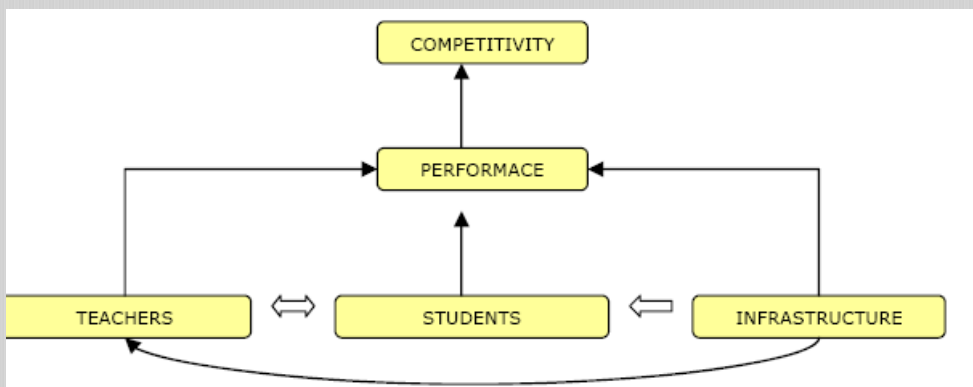 COMPETITIVITY
PERFORMACE
TEACHERS
STUDENTS
INFRASTRUCTURE